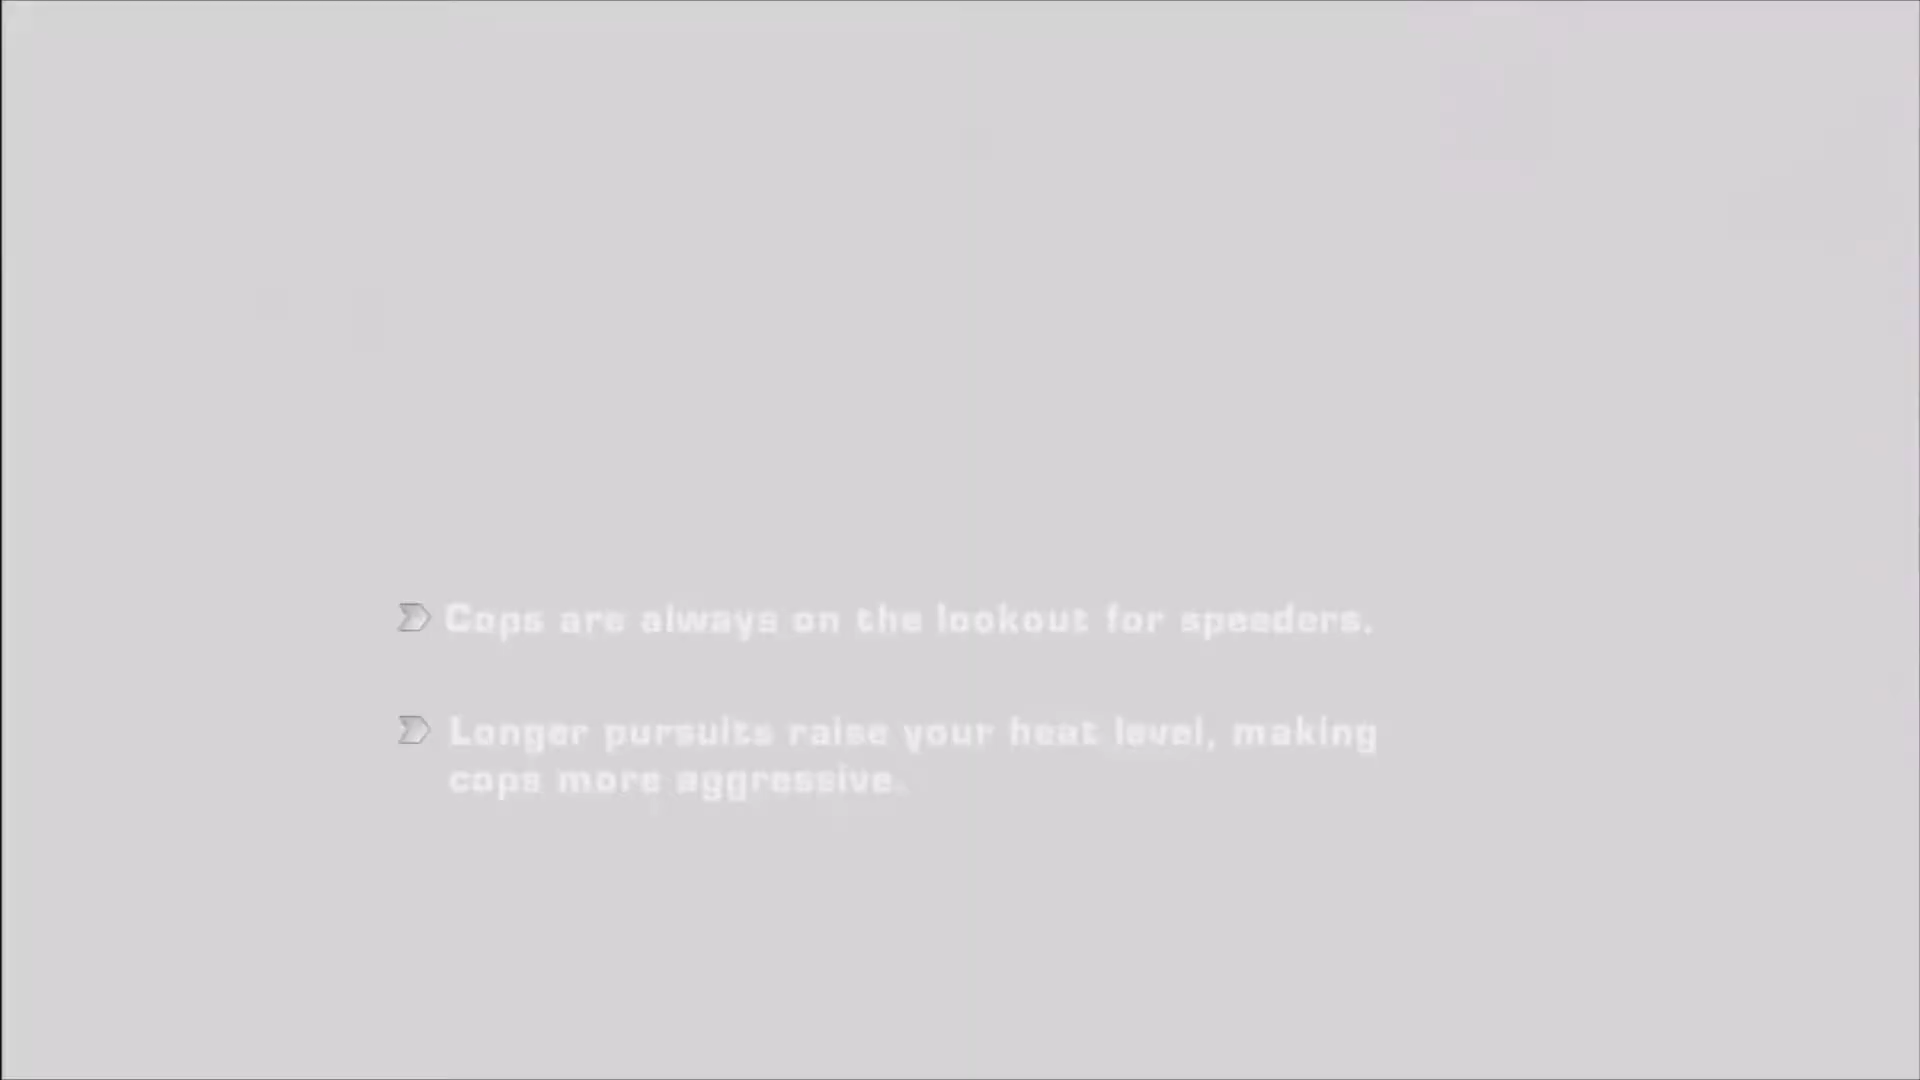 Cops are always on the lookout for speeders.
Longer pursuits raise your heat level, making
cops more aggressive.